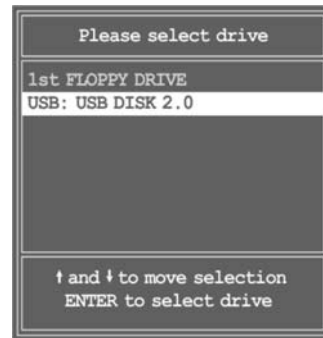 Please select drive
1st FLOPPY DRIVE
USB: USB DISK 2.0
↑ and ↓ to move selection
ENTER to select drive